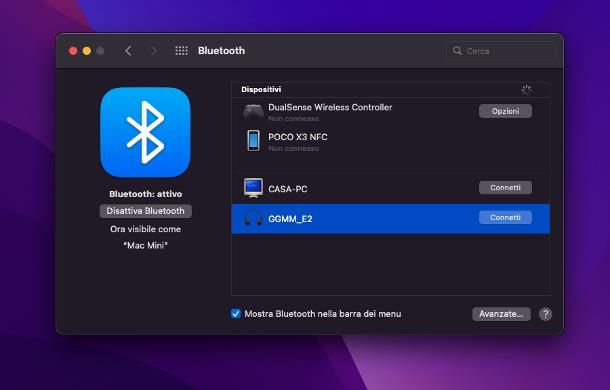 Bluetooth
Cerca
Dispositivi
DualSense Wireless Controller
Non connesso
Opzioni
POCO X3 NFC
Non connesso
CASA-PC
Connetti
GGMM_E2
Connetti
Bluetooth: attivo
Disattiva Bluetooth
Ora visibile come
“Mac Mini”
Mostra Bluetooth nella barra dei menu
Avanzate...
?